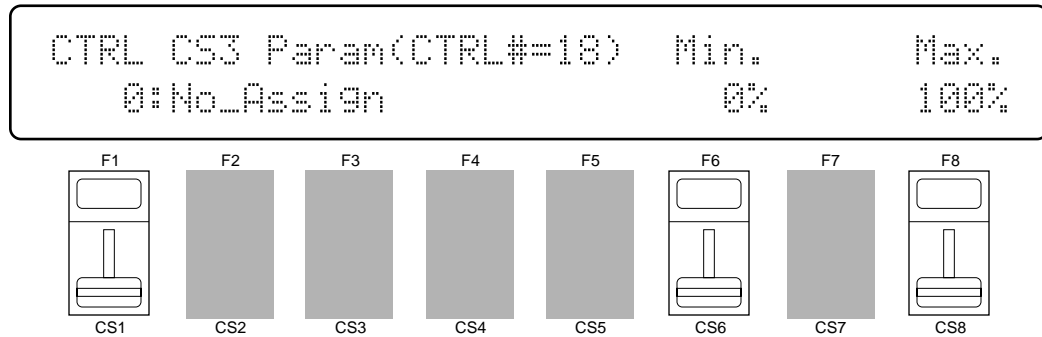 CTRL CS3 Param(CTRL#=18) Min. Max.
0:No_Assign 0% 100%
F1 F2 F3 F4 F5 F6 F7 F8
CS1 CS2 CS3 CS4 CS5 CS6 CS7 CS8